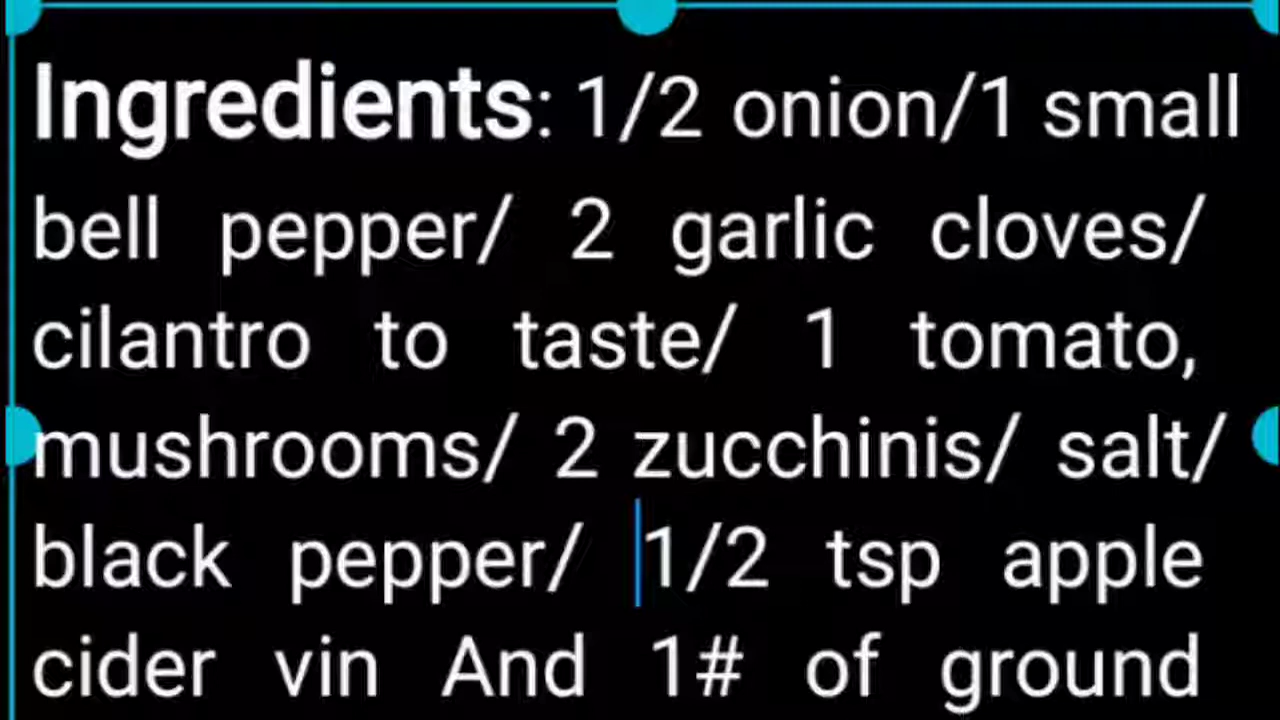 Ingredients: 1/2 onion/1 small
bell pepper/ 2 garlic cloves/
cilantro to taste/ 1 tomato,
mushrooms/ 2 zucchinis/ salt/
black pepper/ 1/2 tsp apple
cider vin And 1# of ground